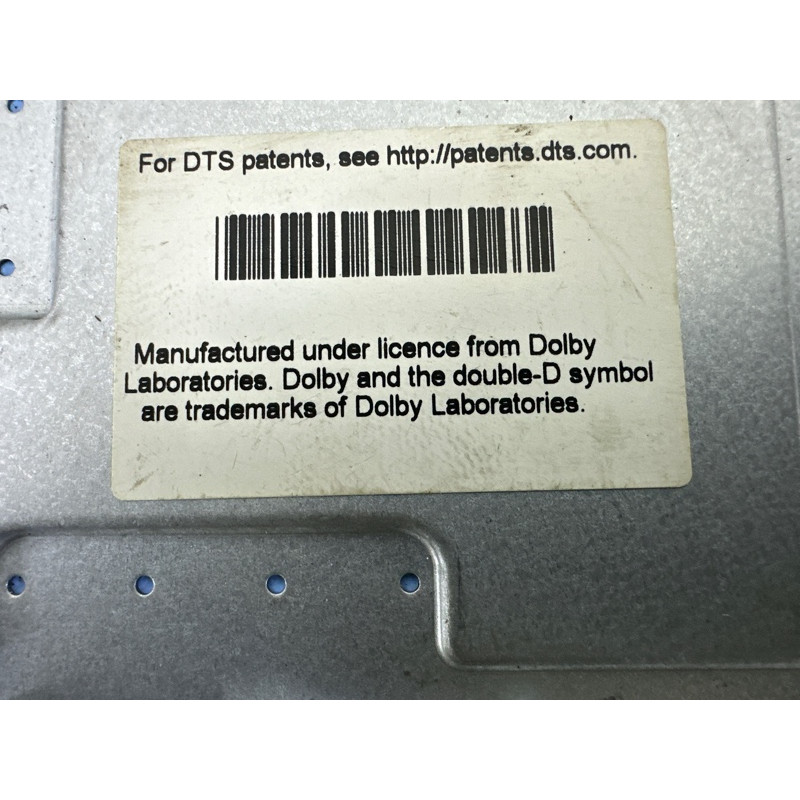 For DTS patents, see http://patents.dts.com.
Manufactured under licence from Dolby
Laboratories. Dolby and the double-D symbol
are trademarks of Dolby Laboratories.